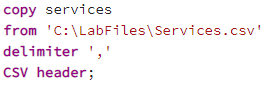 copy services
from 'C:\LabFiles\Services.csv'
delimiter ','
CSV header;